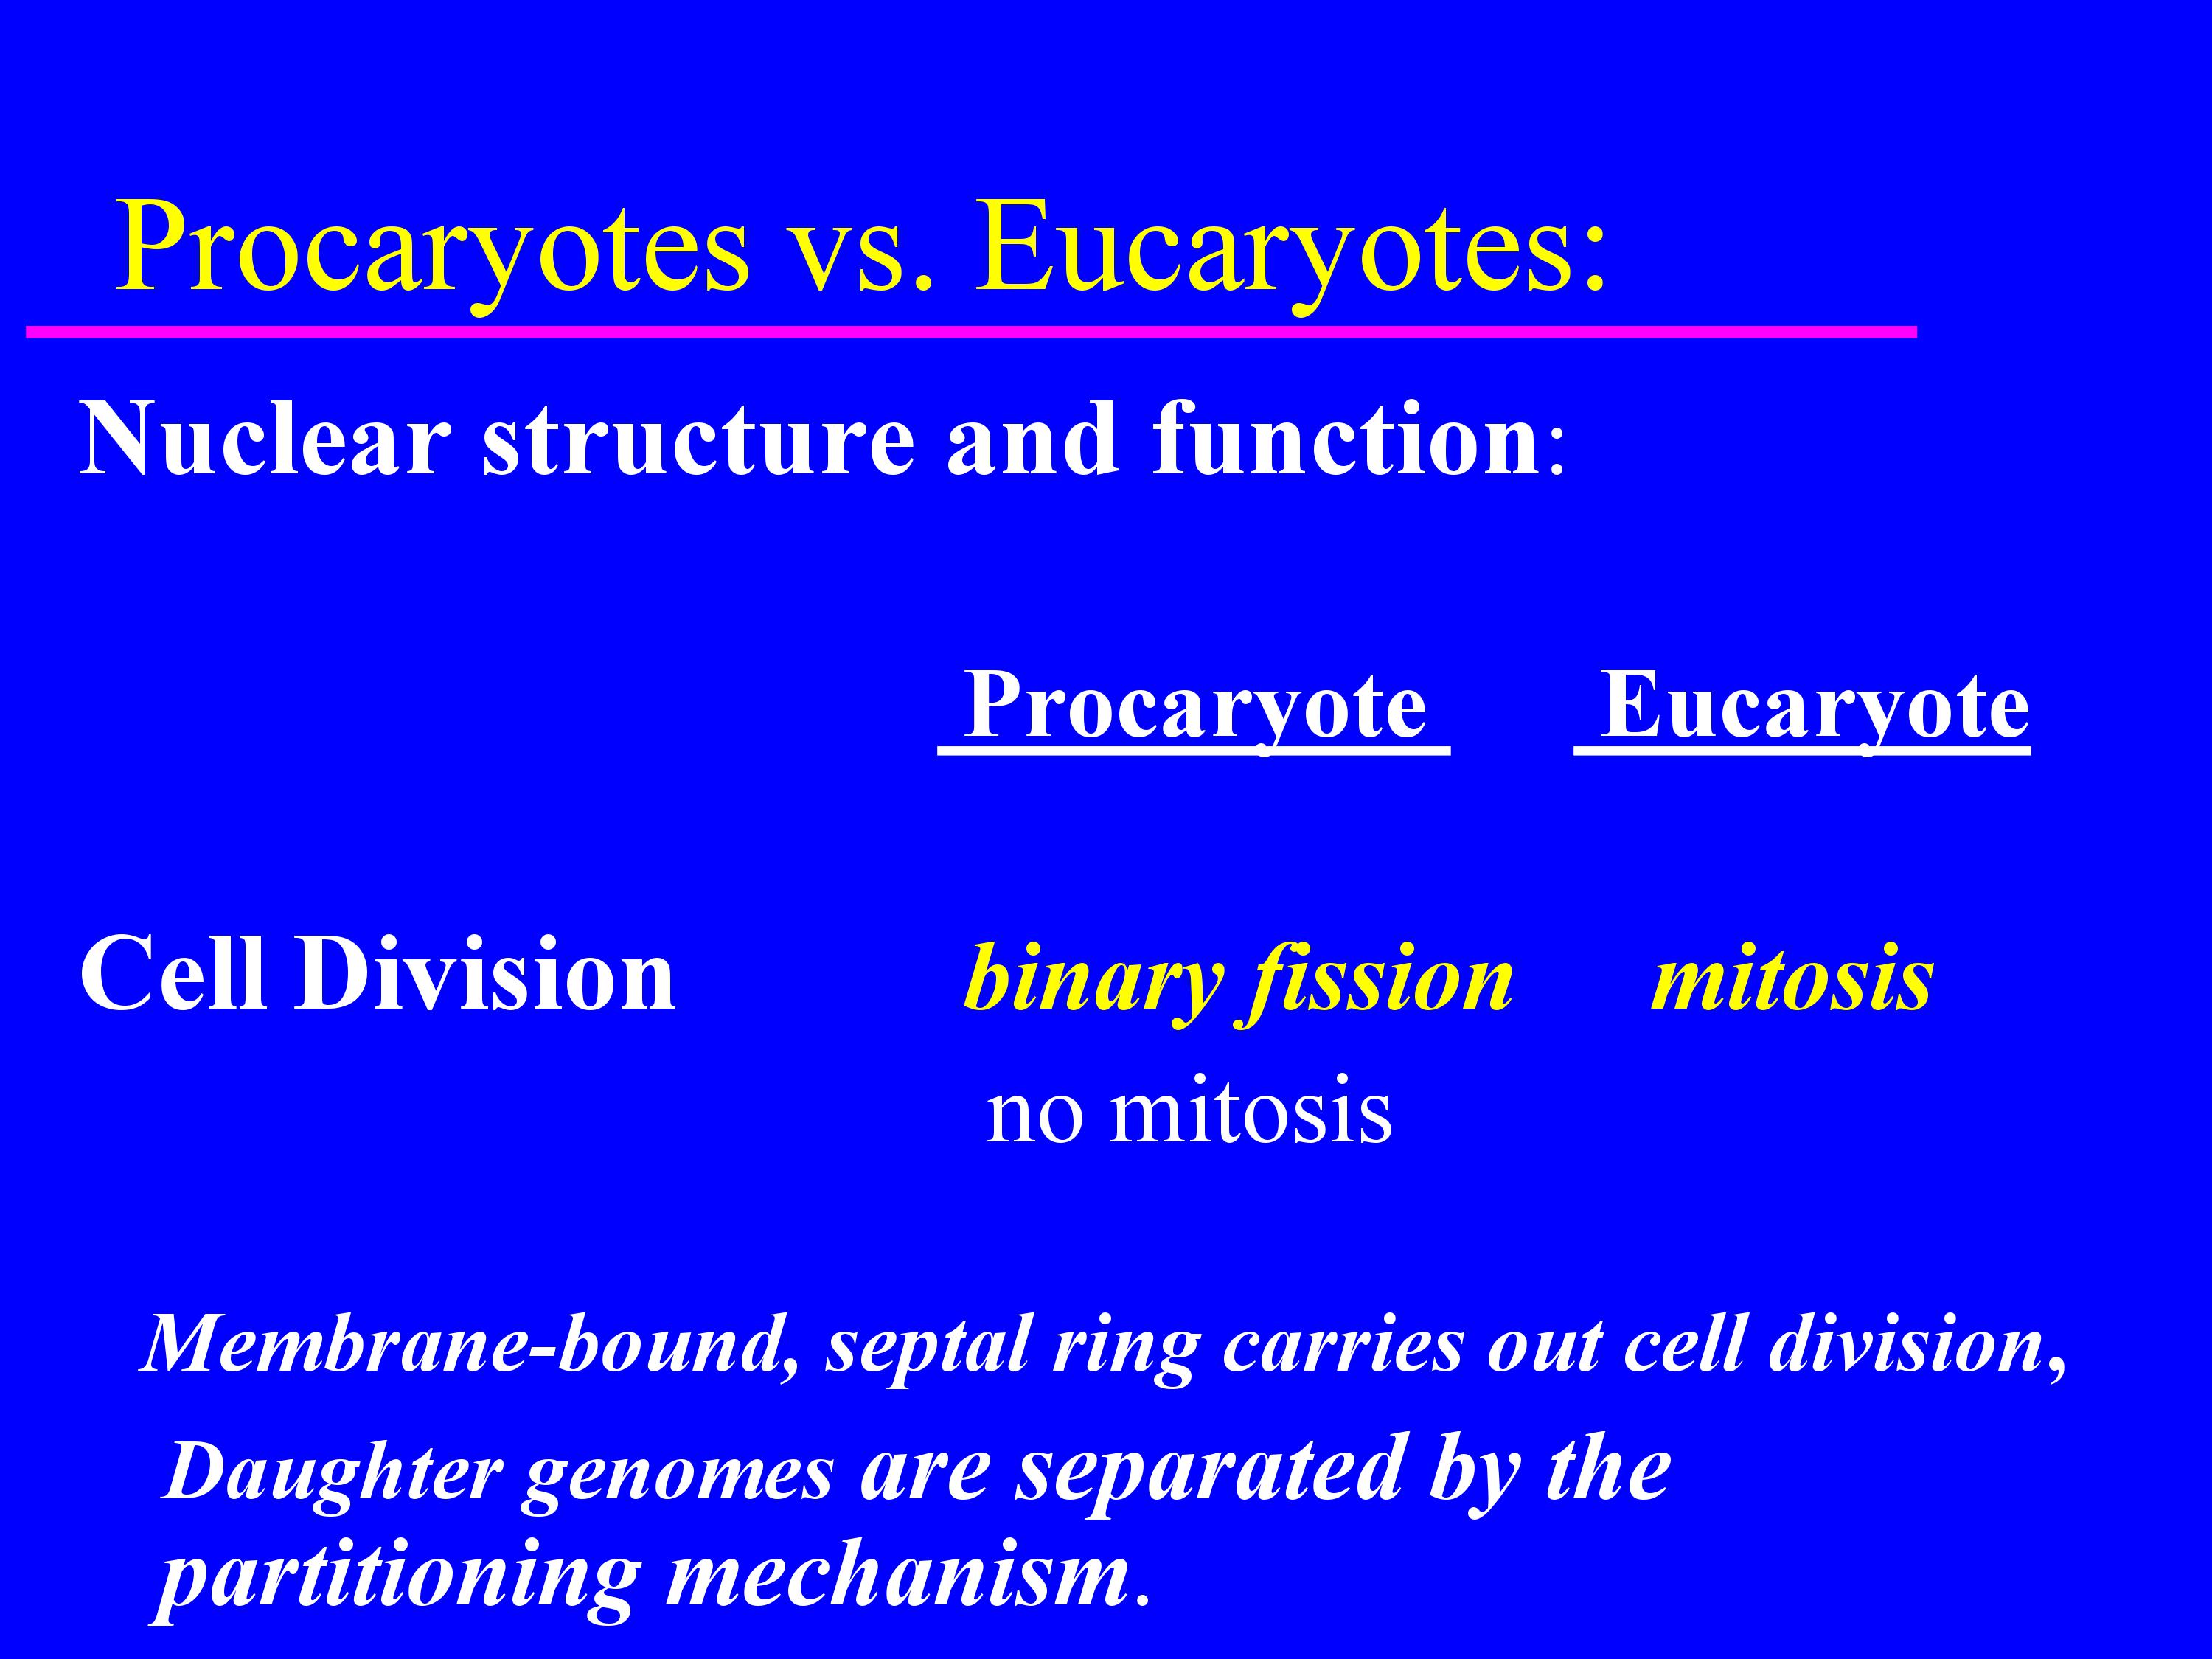 Procaryotes vs. Eucaryotes:
Nuclear structure and function:
Procaryote Eucaryote
Cell Division binary fission mitosis
no mitosis
Membrane-bound, septal ring carries out cell division,
Daughter genomes are separated by the
partitioning mechanism.